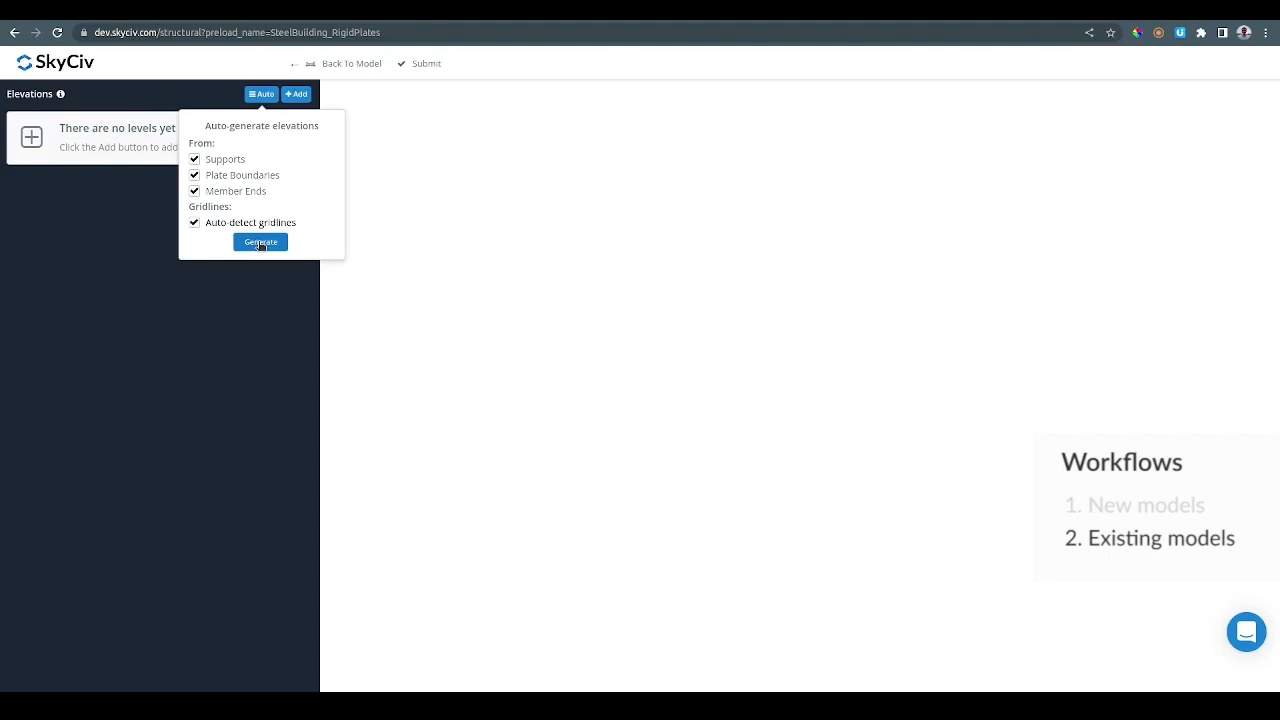 dev.skyciv.com/structural?preload_name=SteelBuilding_RigidPlates
SkyCiv
Back To Model
Submit
Elevations
Auto
Add
There are no levels yet
Click the Add button to add
Auto-generate elevations
From:
Supports
Plate Boundaries
Member Ends
Gridlines:
Auto-detect gridlines
Generate
Workflows
1. New models
2. Existing models